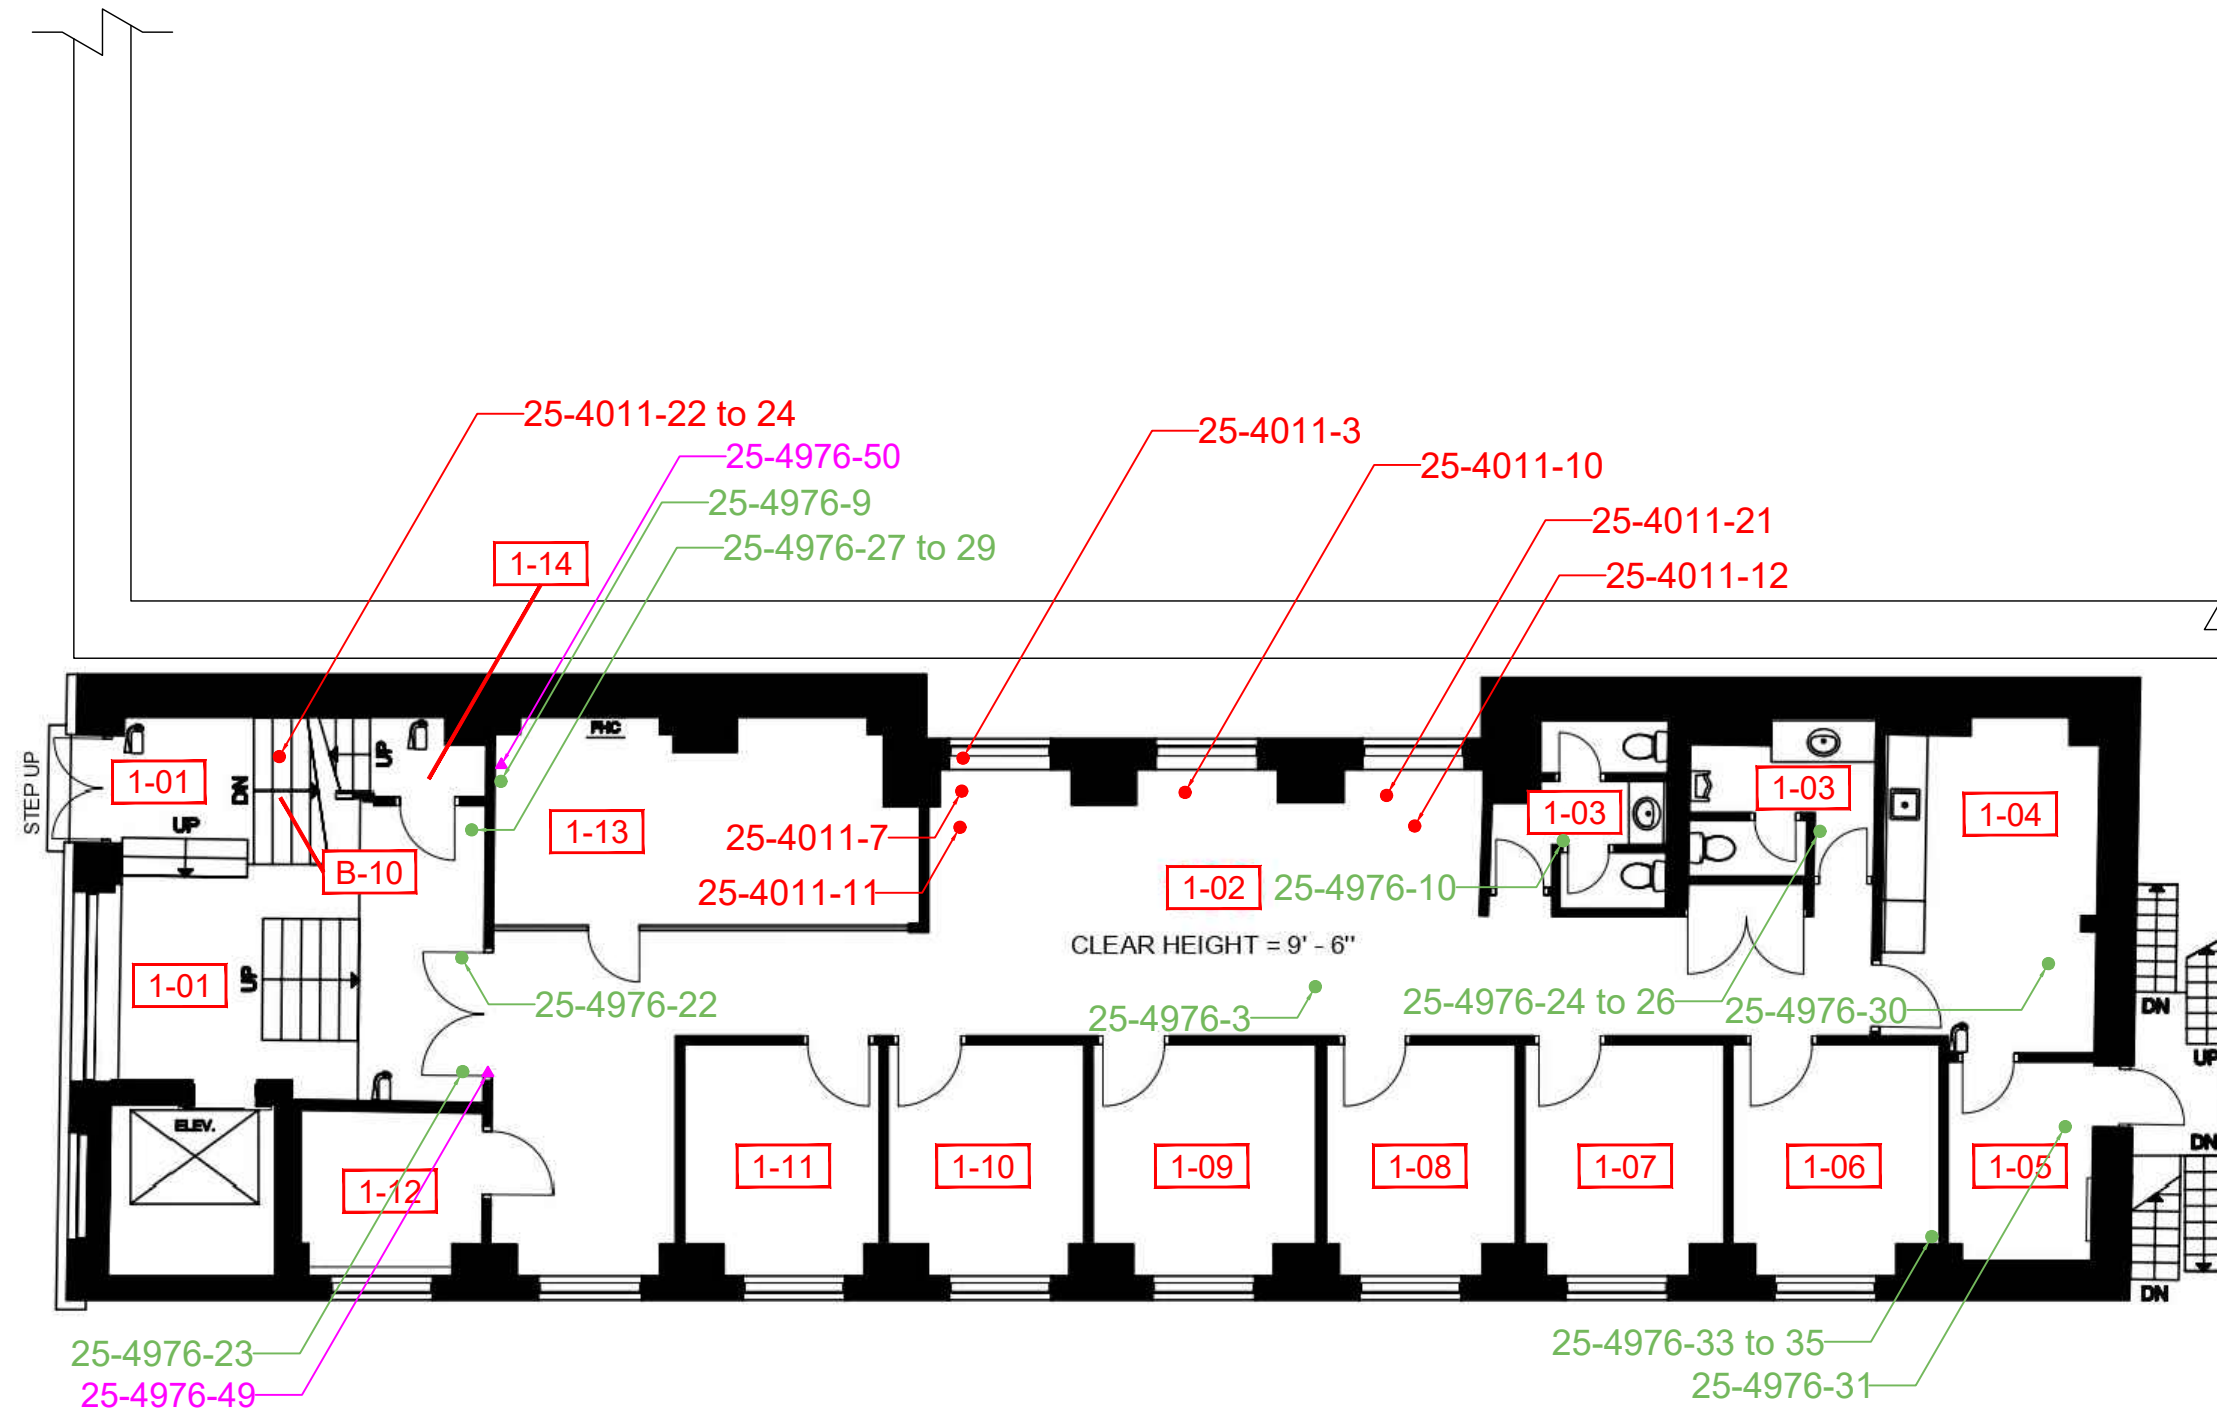 25-4011-22 to 24
25-4011-3
25-4976-50
25-4011-10
25-4976-9
25-4011-21
25-4976-27 to 29
1-14
25-4011-12
STEP UP
PHC
UP
1-01
DN
UP
1-13
25-4011-7
25-4011-11
B-10
1-02
25-4976-10
1-03
1-03
1-04
CLEAR HEIGHT = 9' - 6"
1-01
UP
25-4976-22
25-4976-3
25-4976-24 to 26
25-4976-30
DN
UP
ELEV.
1-12
1-11
1-10
1-09
1-08
1-07
1-06
1-05
DN
DN
25-4976-23
25-4976-49
25-4976-33 to 35
25-4976-31